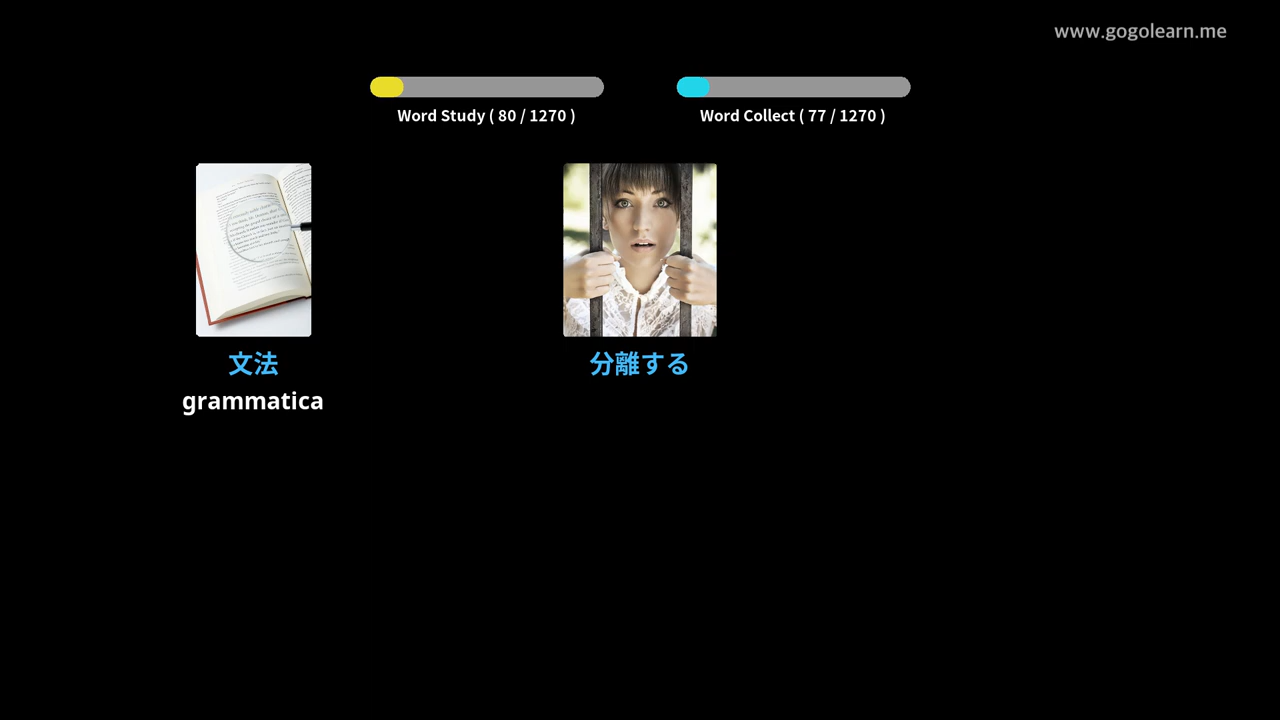 www.gogolearn.me
Word Study ( 80 / 1270 )
Word Collect ( 77 / 1270 )
文法
grammatica
分離する